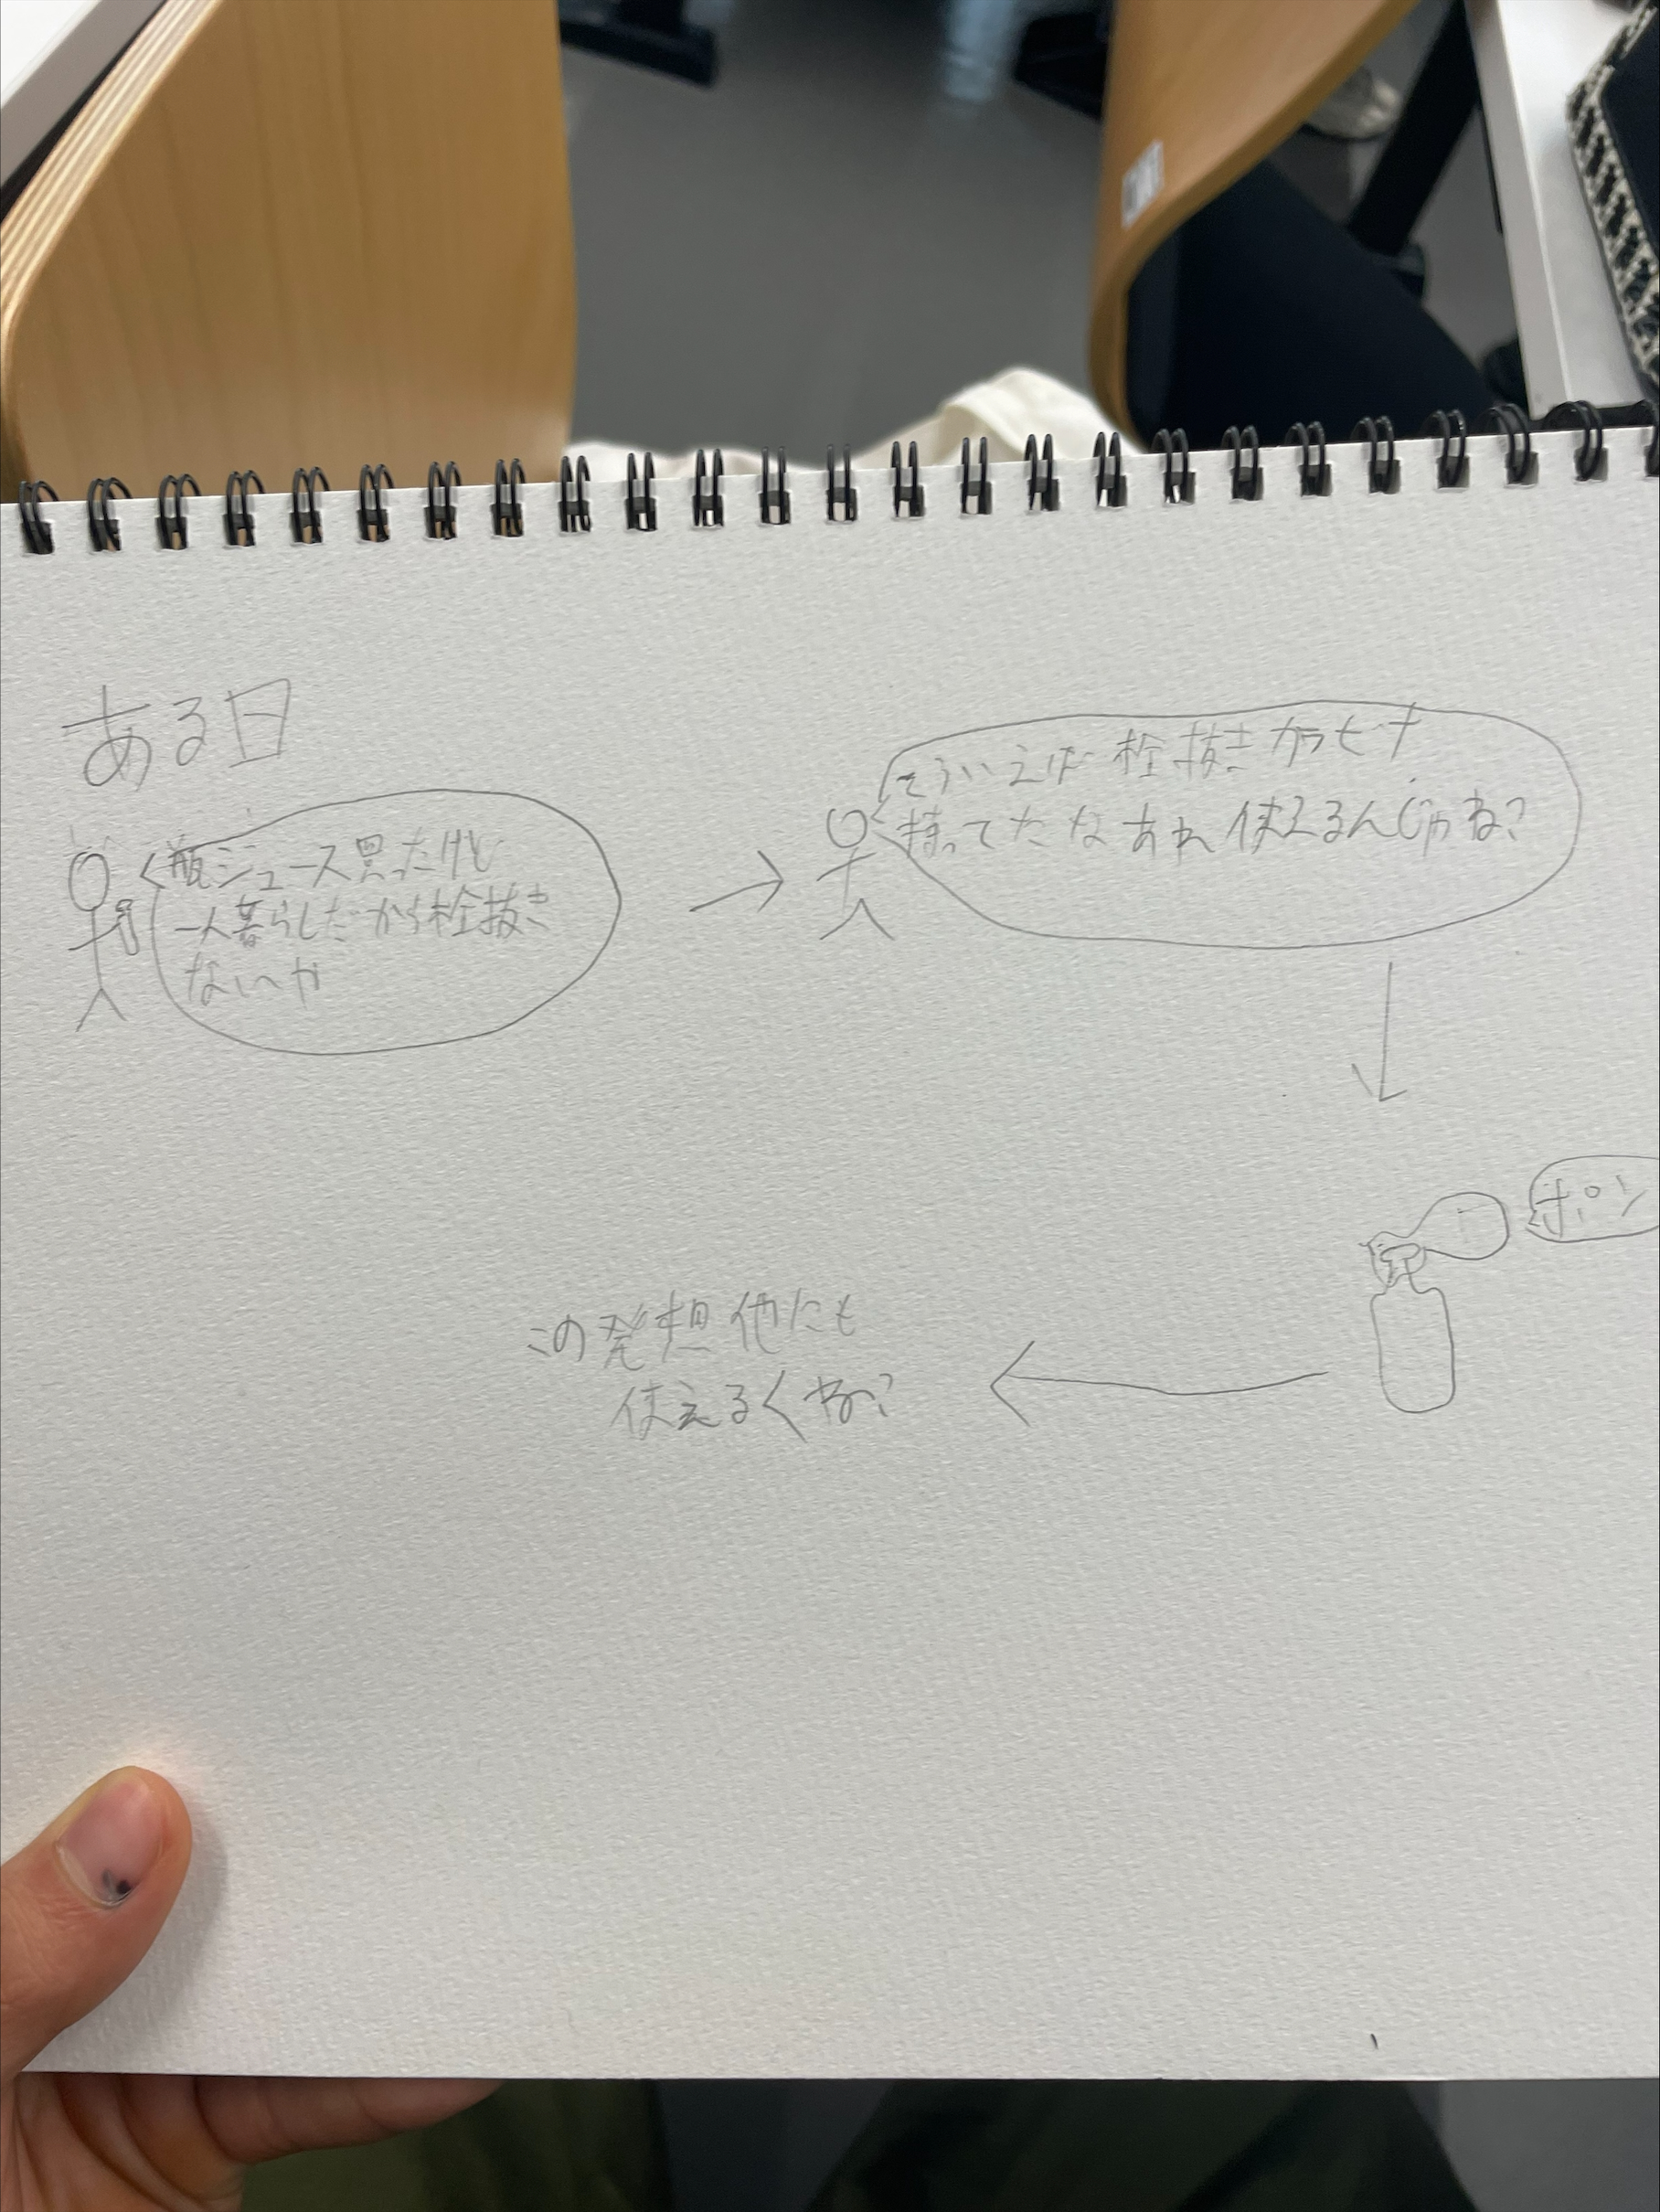 ある日
瓶ジュース買ったけど
一人暮らしだから栓抜き
ないや
そういえば栓抜きカラビナ
持ってたなあれ使えるんじゃね？
ポン
この発想他にも
使えるくね？